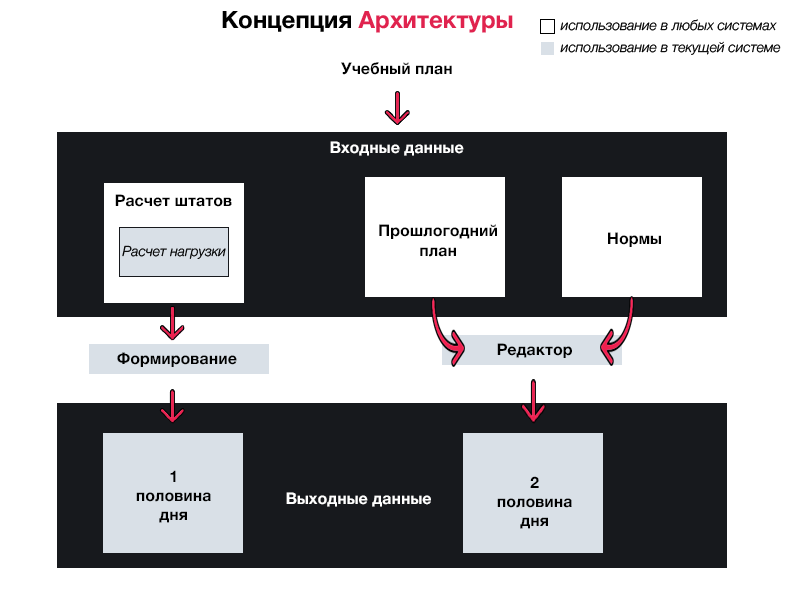 Концепция Архитектуры
использование в любых системах
использование в текущей системе
Учебный план
Входные данные
Расчет штатов
Расчет нагрузки
Прошлогодний
план
Нормы
Формирование
Редактор
1
половина
дня
Выходные данные
2
половина
дня